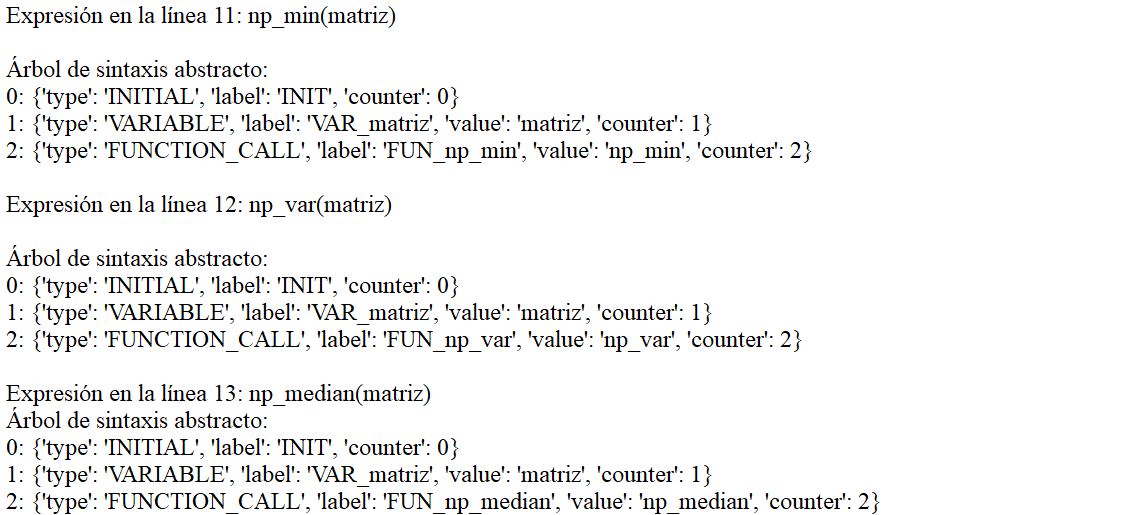 Expresión en la línea 11: np_min(matriz)
Árbol de sintaxis abstracto:
0: {'type': 'INITIAL', 'label': 'INIT', 'counter': 0}
1: {'type': 'VARIABLE', 'label': 'VAR_matriz', 'value': 'matriz', 'counter': 1}
2: {'type': 'FUNCTION_CALL', 'label': 'FUN_np_min', 'value': 'np_min', 'counter': 2}
Expresión en la línea 12: np_var(matriz)
Árbol de sintaxis abstracto:
0: {'type': 'INITIAL', 'label': 'INIT', 'counter': 0}
1: {'type': 'VARIABLE', 'label': 'VAR_matriz', 'value': 'matriz', 'counter': 1}
2: {'type': 'FUNCTION_CALL', 'label': 'FUN_np_var', 'value': 'np_var', 'counter': 2}
Expresión en la línea 13: np_median(matriz)
Árbol de sintaxis abstracto:
0: {'type': 'INITIAL', 'label': 'INIT', 'counter': 0}
1: {'type': 'VARIABLE', 'label': 'VAR_matriz', 'value': 'matriz', 'counter': 1}
2: {'type': 'FUNCTION_CALL', 'label': 'FUN_np_median', 'value': 'np_median', 'counter': 2}